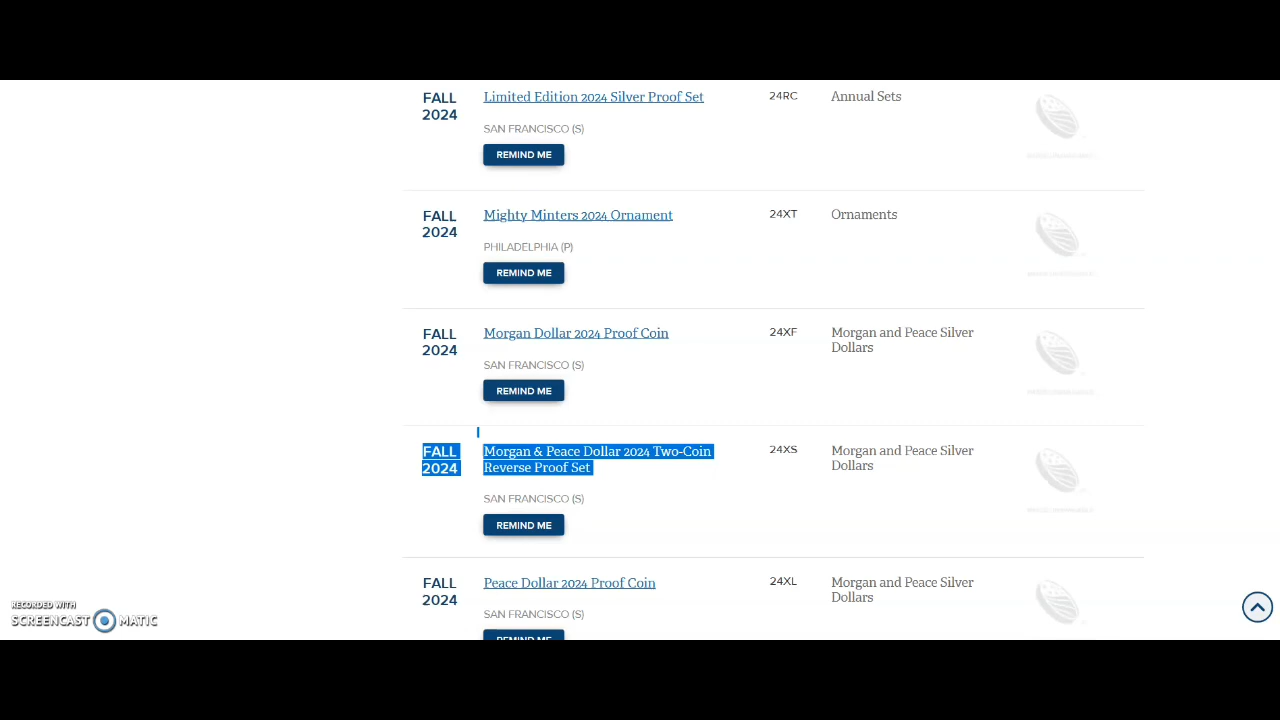 FALL
2024
Limited Edition 2024 Silver Proof Set
24RC
Annual Sets
SAN FRANCISCO (S)
REMIND ME
FALL
2024
Mighty Minters 2024 Ornament
24XT
Ornaments
PHILADELPHIA (P)
REMIND ME
FALL
2024
Morgan Dollar 2024 Proof Coin
24XF
Morgan and Peace Silver
Dollars
SAN FRANCISCO (S)
REMIND ME
FALL
2024
Morgan & Peace Dollar 2024 Two-Coin
Reverse Proof Set
24XS
Morgan and Peace Silver
Dollars
SAN FRANCISCO (S)
REMIND ME
FALL
2024
Peace Dollar 2024 Proof Coin
24XL
Morgan and Peace Silver
Dollars
SAN FRANCISCO (S)
REMIND ME
RECORDED WITH
SCREENCAST MATIC